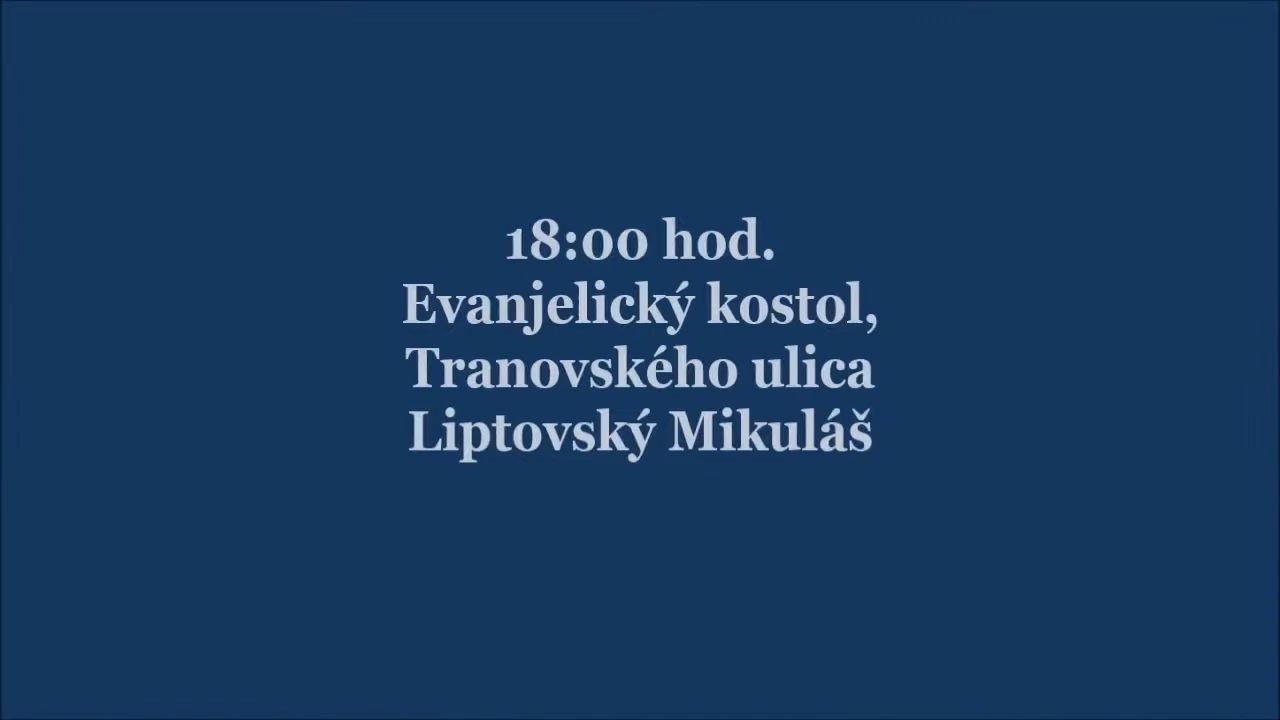 18:00 hod.
Evanjelický kostol,
Tranovského ulica
Liptovský Mikuláš